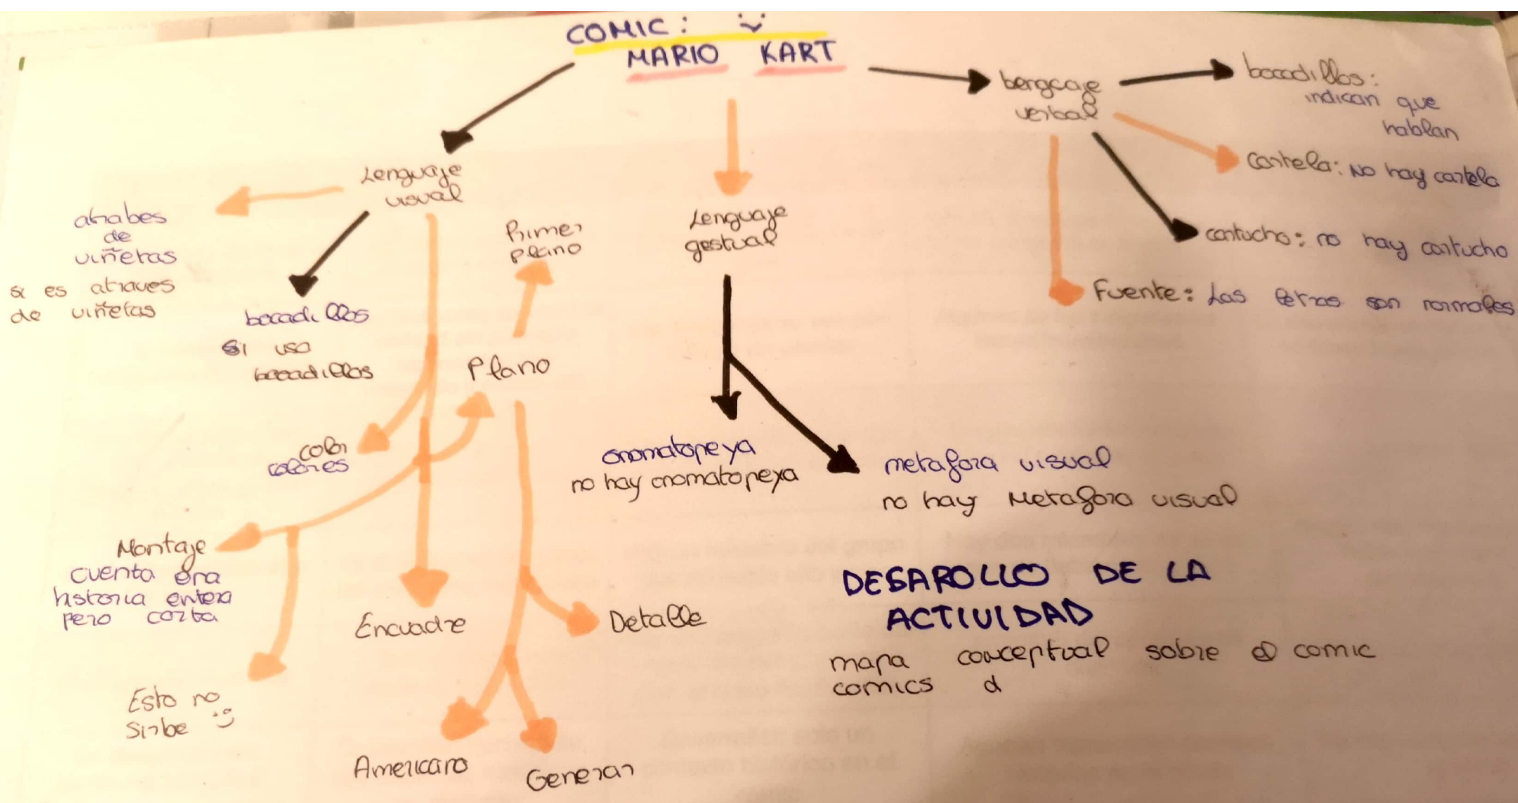 COMIC:
MARIO KART
Lenguaje
visual
atrabes
de
viñetas
si es atraves
de viñetas
bocadillos
si uso
bocadillos
color
colores
Montaje
cuenta ena
historia entera
pero corta
Esto no
Sirbe
Encuadre
Plano
Primer
plano
Detalle
Americano
General
Lenguaje
gestual
onomatopeya
no hay onomatopeya
metafora visual
no hay Metafora visual
lenguaje
verbal
bocadillos:
indican que
hablan
cartela: No hay cartela
cartucho: no hay cartucho
Fuente: Las letras son normales
DESAROLLO DE LA
ACTIVIDAD
mapa conceptual sobre el comic
comics d